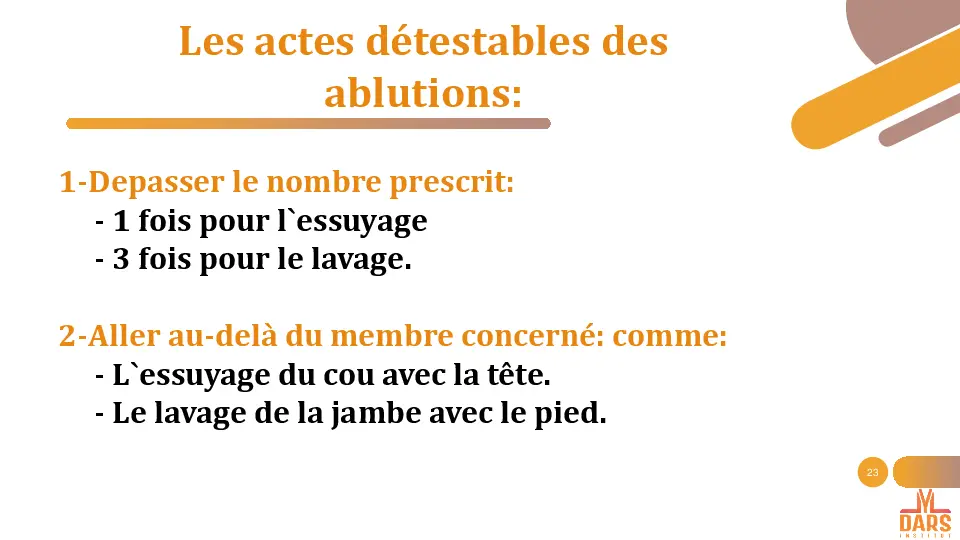 Les actes détestables des
ablutions:
1-Depasser le nombre prescrit:
- 1 fois pour l`essuyage
- 3 fois pour le lavage.
2-Aller au-delà du membre concerné: comme:
- L`essuyage du cou avec la tête.
- Le lavage de la jambe avec le pied.
23
M
DARS
INSTITUT